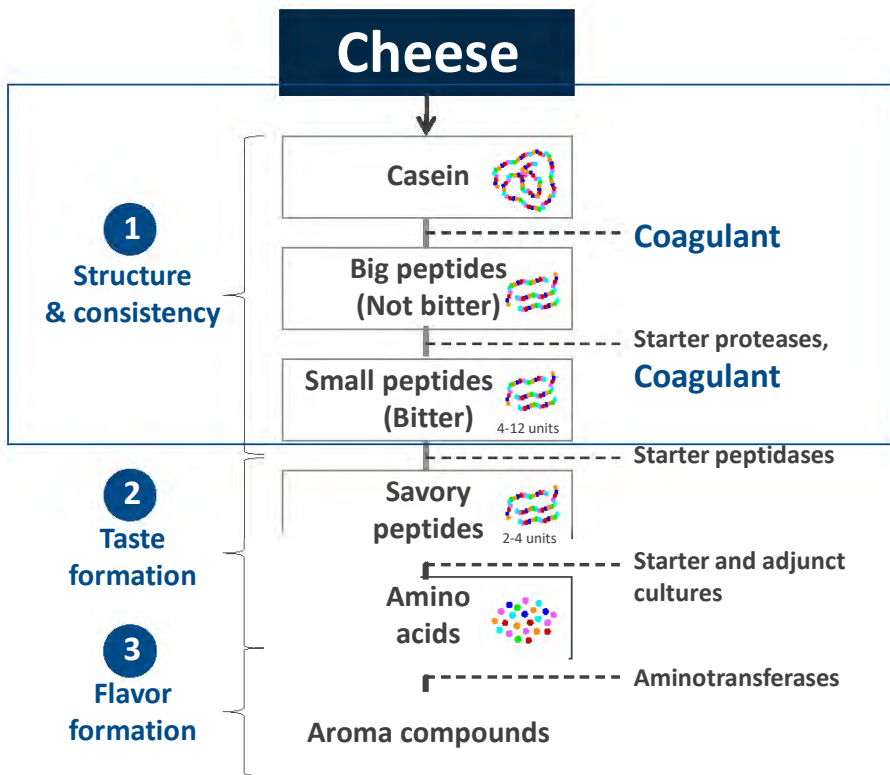 Cheese
Casein
1
Structure
& consistency
Coagulant
Big peptides
(Not bitter)
Starter proteases,
Coagulant
Small peptides
(Bitter)
4-12 units
Starter peptidases
2
Taste
formation
Savory
peptides
2-4 units
Starter and adjunct
cultures
Amino
acids
3
Flavor
formation
Aminotransferases
Aroma compounds